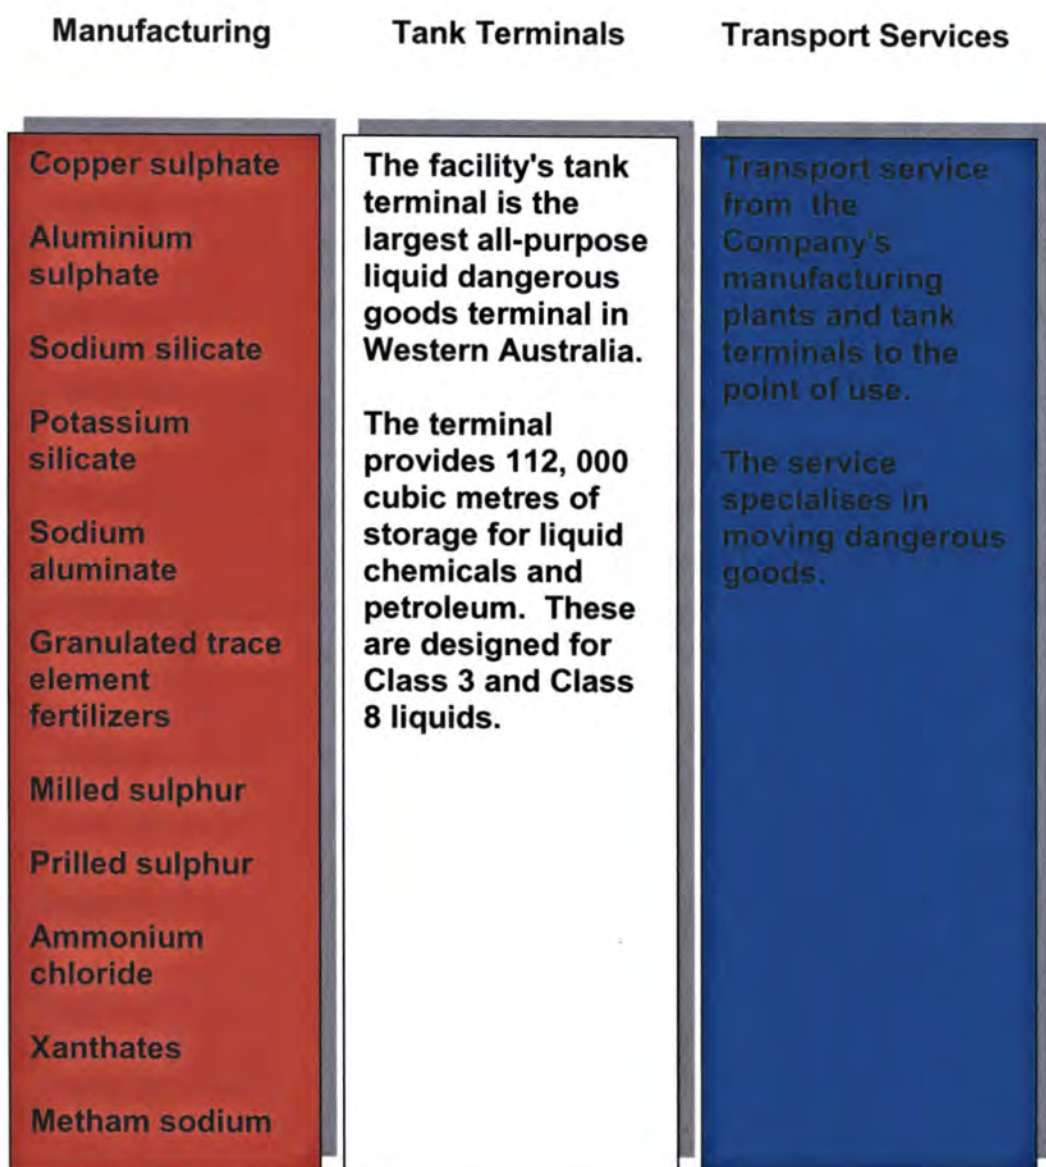 Manufacturing
Tank Terminals
Transport Services
Copper sulphate
Aluminium
sulphate
Sodium silicate
Potassium
silicate
Sodium
aluminate
Granulated trace
element
fertilizers
Milled sulphur
Prilled sulphur
Ammonium
chloride
Xanthates
Metham sodium
The facility's tank
terminal is the
largest all-purpose
liquid dangerous
goods terminal in
Western Australia.
The terminal
provides 112, 000
cubic metres of
storage for liquid
chemicals and
petroleum.  These
are designed for
Class 3 and Class
8 liquids.
Transport service
from  the
Company's
manufacturing
plants and tank
terminals to the
point of use.
The service
specialises in
moving dangerous
goods.